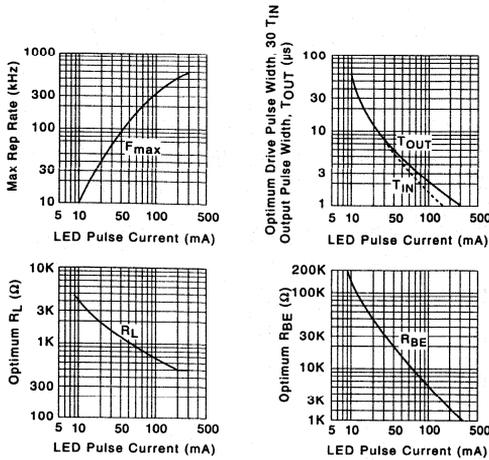 Max Rep Rate (kHz)
1000
300
100
30
10
Fmax
5 10 50 100 500
LED Pulse Current (mA)
Optimum Drive Pulse Width, 30 TIN
Output Pulse Width, TOUT (µs)
100
30
10
3
1
TOUT
TIN
5 10 50 100 500
LED Pulse Current (mA)
Optimum RL (Ω)
10K
3K
1K
300
100
RL
5 10 50 100 500
LED Pulse Current (mA)
Optimum RBE (Ω)
200K
100K
30K
10K
3K
1K
RBE
5 10 50 100 500
LED Pulse Current (mA)